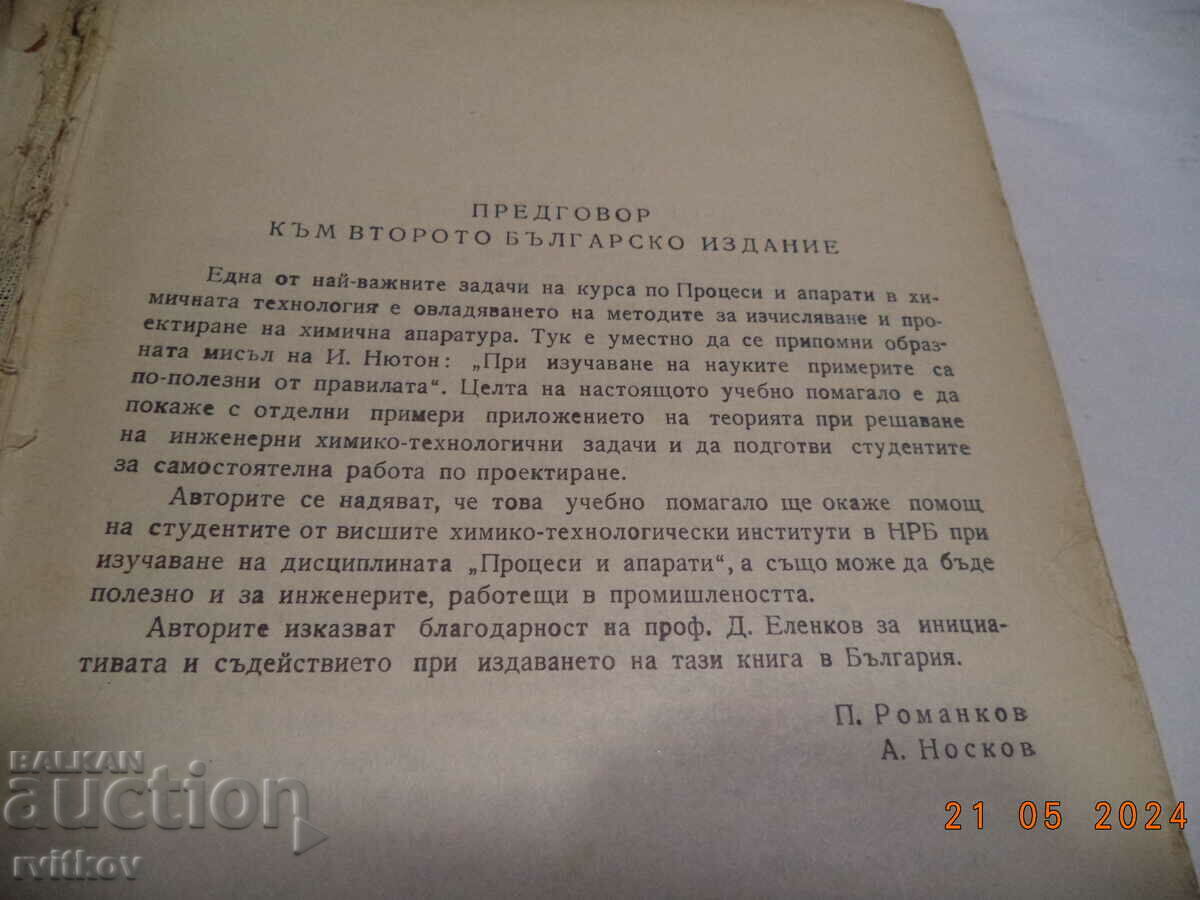 ПРЕДГОВОР
КЪМ ВТОРОТО БЪЛГАРСКО ИЗДАНИЕ
Една от най-важните задачи на курса по Процеси и апарати в хи-
мичната технология е овладяването на методите за изчисляване и про-
ектиране на химична апаратура. Тук е уместно да се припомни образ-
ната мисъл на И. Нютон: „При изучаване на науките примерите са
по-полезни от правилата“. Целта на настоящото учебно помагало е да
покаже с отделни примери приложението на теорията при решаване
на инженерни химико-технологични задачи и да подготви студентите
за самостоятелна работа по проектиране.
Авторите се надяват, че това учебно помагало ще окаже помощ
на студентите от висшите химико-технологически институти в НРБ при
изучаване на дисциплината „Процеси и апарати“, а също може да бъде
полезно и за инженерите, работещи в промишлеността.
Авторите изказват благодарност на проф. Д. Еленков за инициа-
тивата и съдействието при издаването на тази книга в България.
П. Романков
А. Носков
BALKAN
auction
rvitkov
21 05 2024